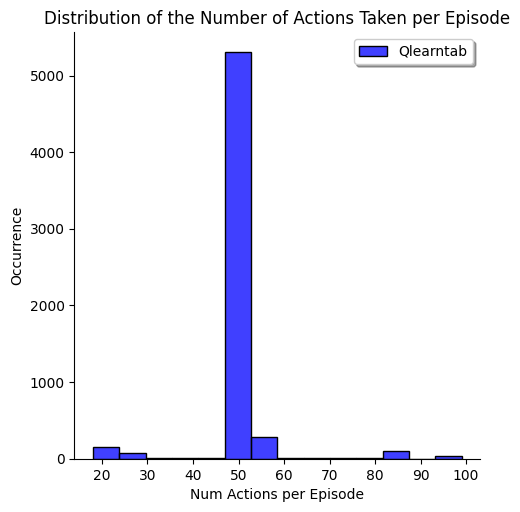 Distribution of the Number of Actions Taken per Episode
Qlearntab
5000
4000
3000
2000
1000
0
Occurrence
20 30 40 50 60 70 80 90 100
Num Actions per Episode